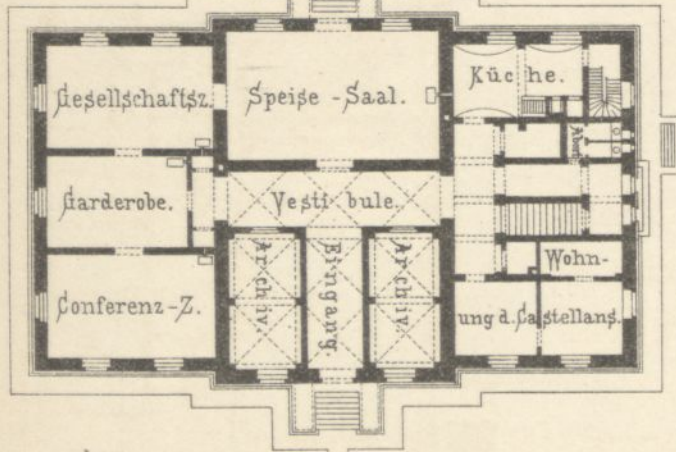 Gesellschaftsz.
Speise-Saal.
Küche.
Abort
Garderobe.
Vestibule.
Archiv.
Eingang.
Archiv.
Wohn-
Conferenz-Z.
ung d. Castellans.